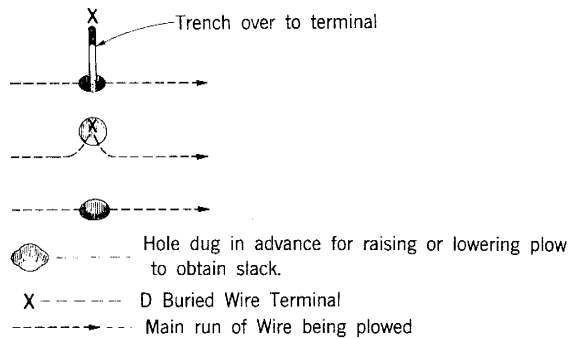 X
Trench over to terminal
X
Hole dug in advance for raising or lowering plow
to obtain slack.
X D Buried Wire Terminal
Main run of Wire being plowed